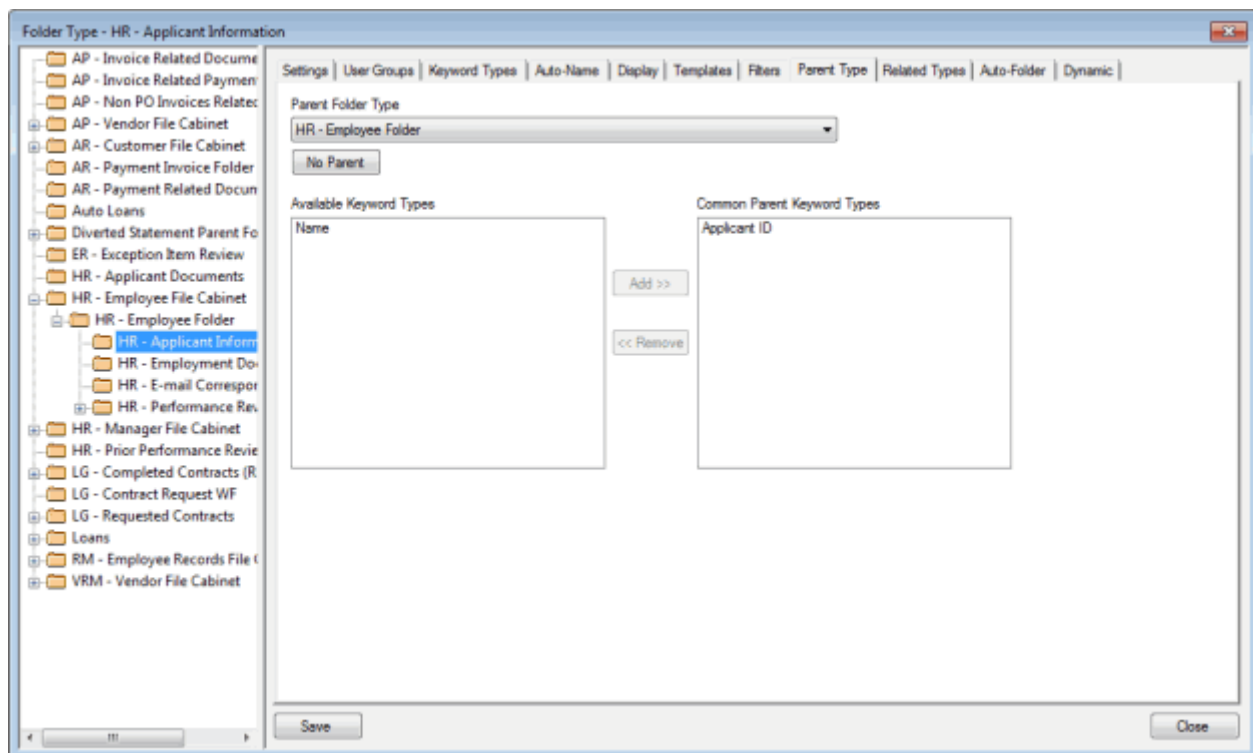 Folder Type - HR - Applicant Information
AP - Invoice Related Docume
AP - Invoice Related Paymen
AP - Non PO Invoices Related
AP - Vendor File Cabinet
AR - Customer File Cabinet
AR - Payment Invoice Folder
AR - Payment Related Docum
Auto Loans
Diverted Statement Parent Fo
ER - Exception Item Review
HR - Applicant Documents
HR - Employee File Cabinet
HR - Employee Folder
HR - Applicant Inform
HR - Employment Do
HR - E-mail Correspor
HR - Performance Rev
HR - Manager File Cabinet
HR - Prior Performance Revie
LG - Completed Contracts (R
LG - Contract Request WF
LG - Requested Contracts
Loans
RM - Employee Records File C
VRM - Vendor File Cabinet
Settings User Groups Keyword Types Auto-Name Display Templates Filters Parent Type Related Types Auto-Folder Dynamic
Parent Folder Type
HR - Employee Folder
No Parent
Available Keyword Types Common Parent Keyword Types
Name Applicant ID
Add >>
<< Remove
Save Close